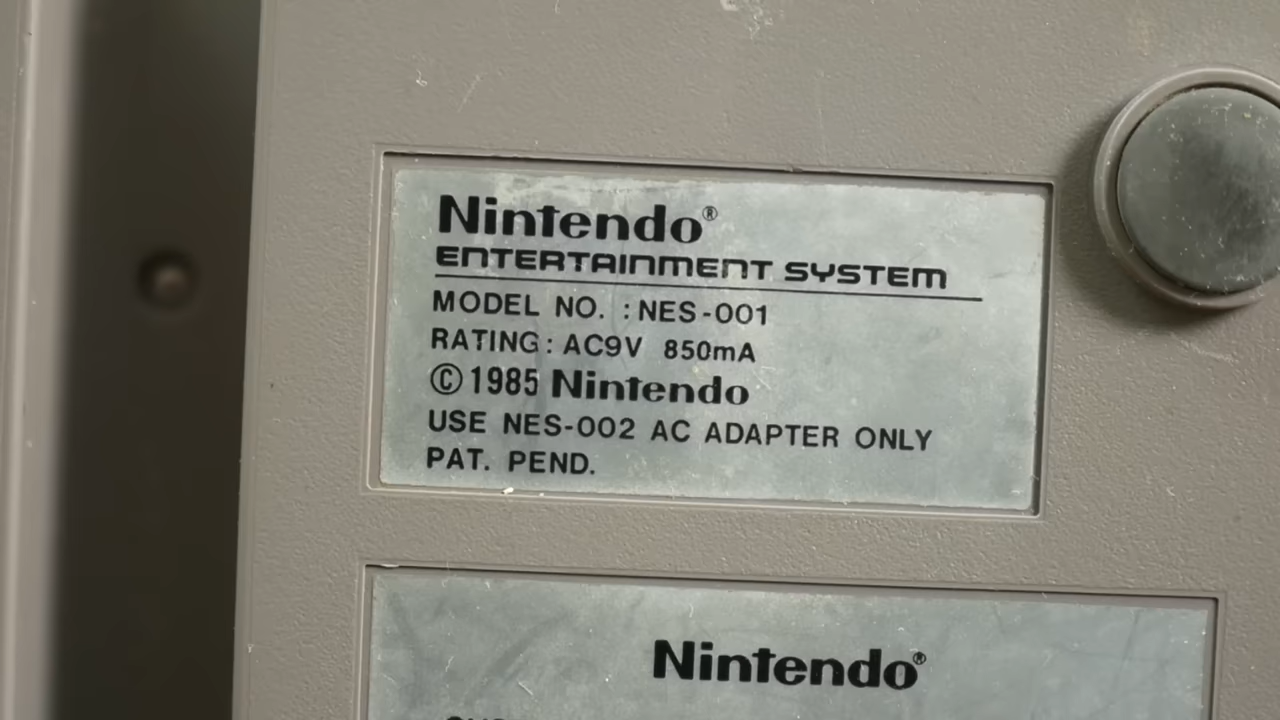 Nintendo®
ENTERTAINMENT SYSTEM
MODEL NO. : NES-001
RATING: AC9V 850mA
©1985 Nintendo
USE NES-002 AC ADAPTER ONLY
PAT. PEND.
Nintendo®